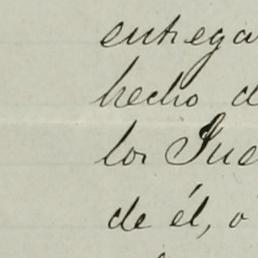 entrega
hecho d
los Jue
de él, o